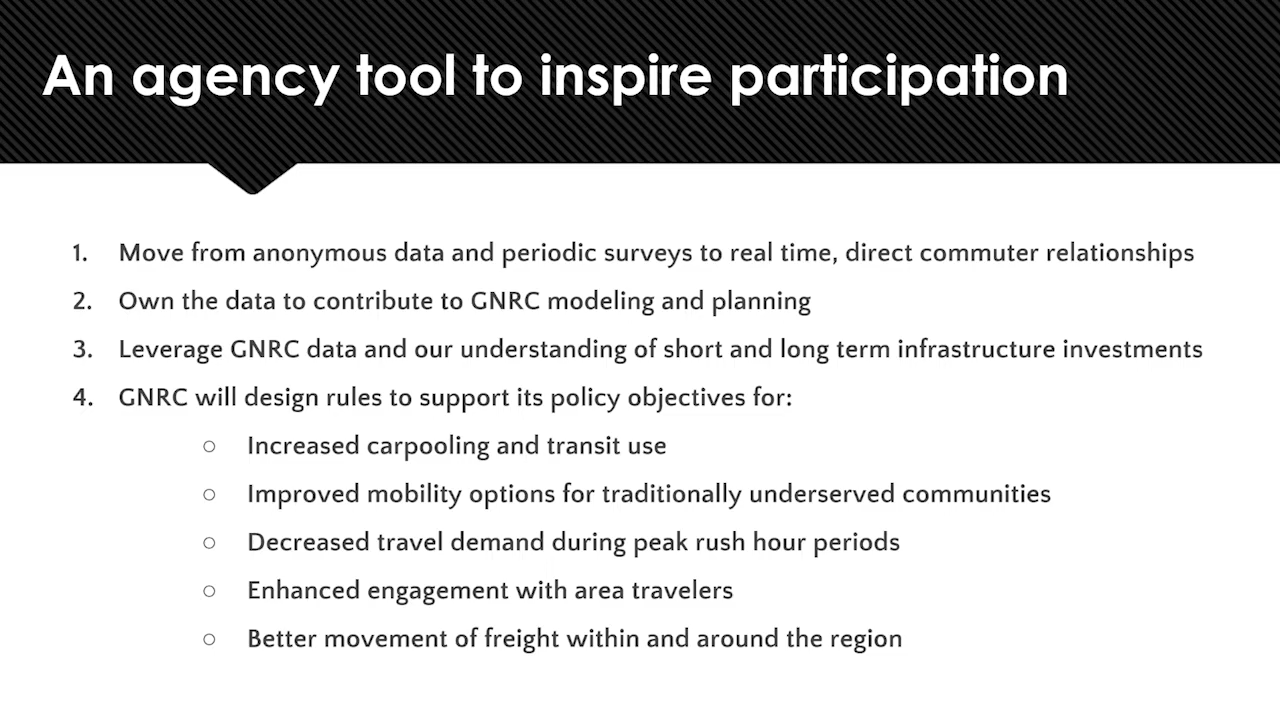 An agency tool to inspire participation
1. Move from anonymous data and periodic surveys to real time, direct commuter relationships
2. Own the data to contribute to GNRC modeling and planning
3. Leverage GNRC data and our understanding of short and long term infrastructure investments
4. GNRC will design rules to support its policy objectives for:
○ Increased carpooling and transit use
○ Improved mobility options for traditionally underserved communities
○ Decreased travel demand during peak rush hour periods
○ Enhanced engagement with area travelers
○ Better movement of freight within and around the region